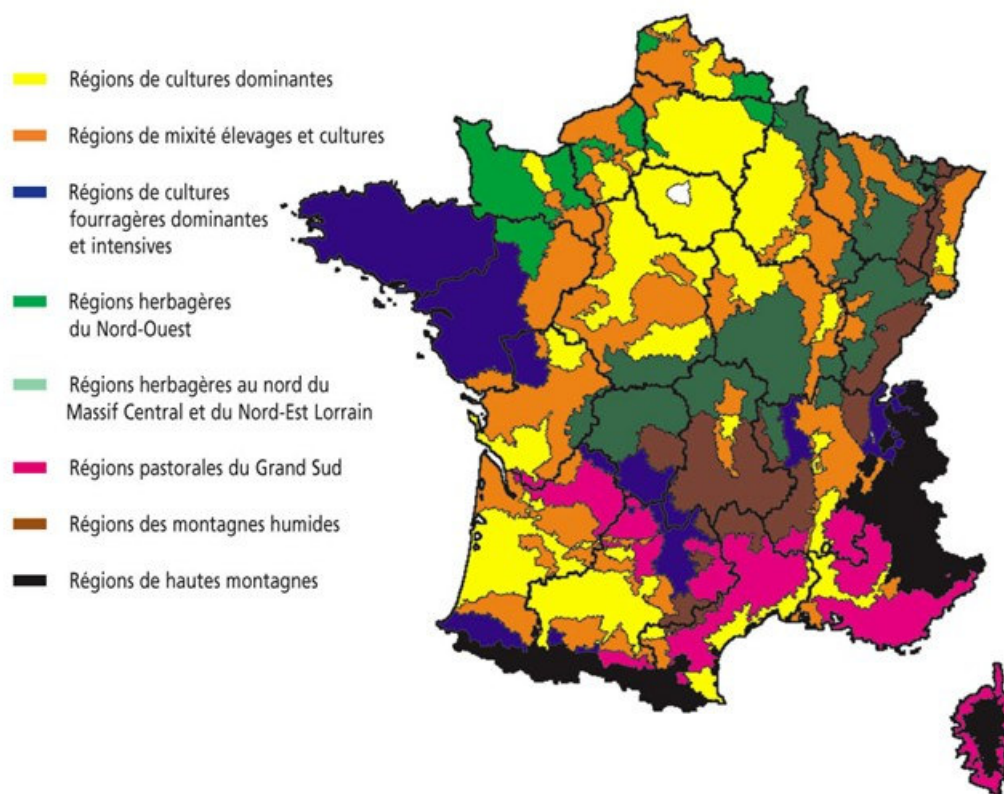 Régions de cultures dominantes
Régions de mixité élevages et cultures
Régions de cultures
fourragères dominantes
et intensives
Régions herbagères
du Nord-Ouest
Régions herbagères au nord du
Massif Central et du Nord-Est Lorrain
Régions pastorales du Grand Sud
Régions des montagnes humides
Régions de hautes montagnes